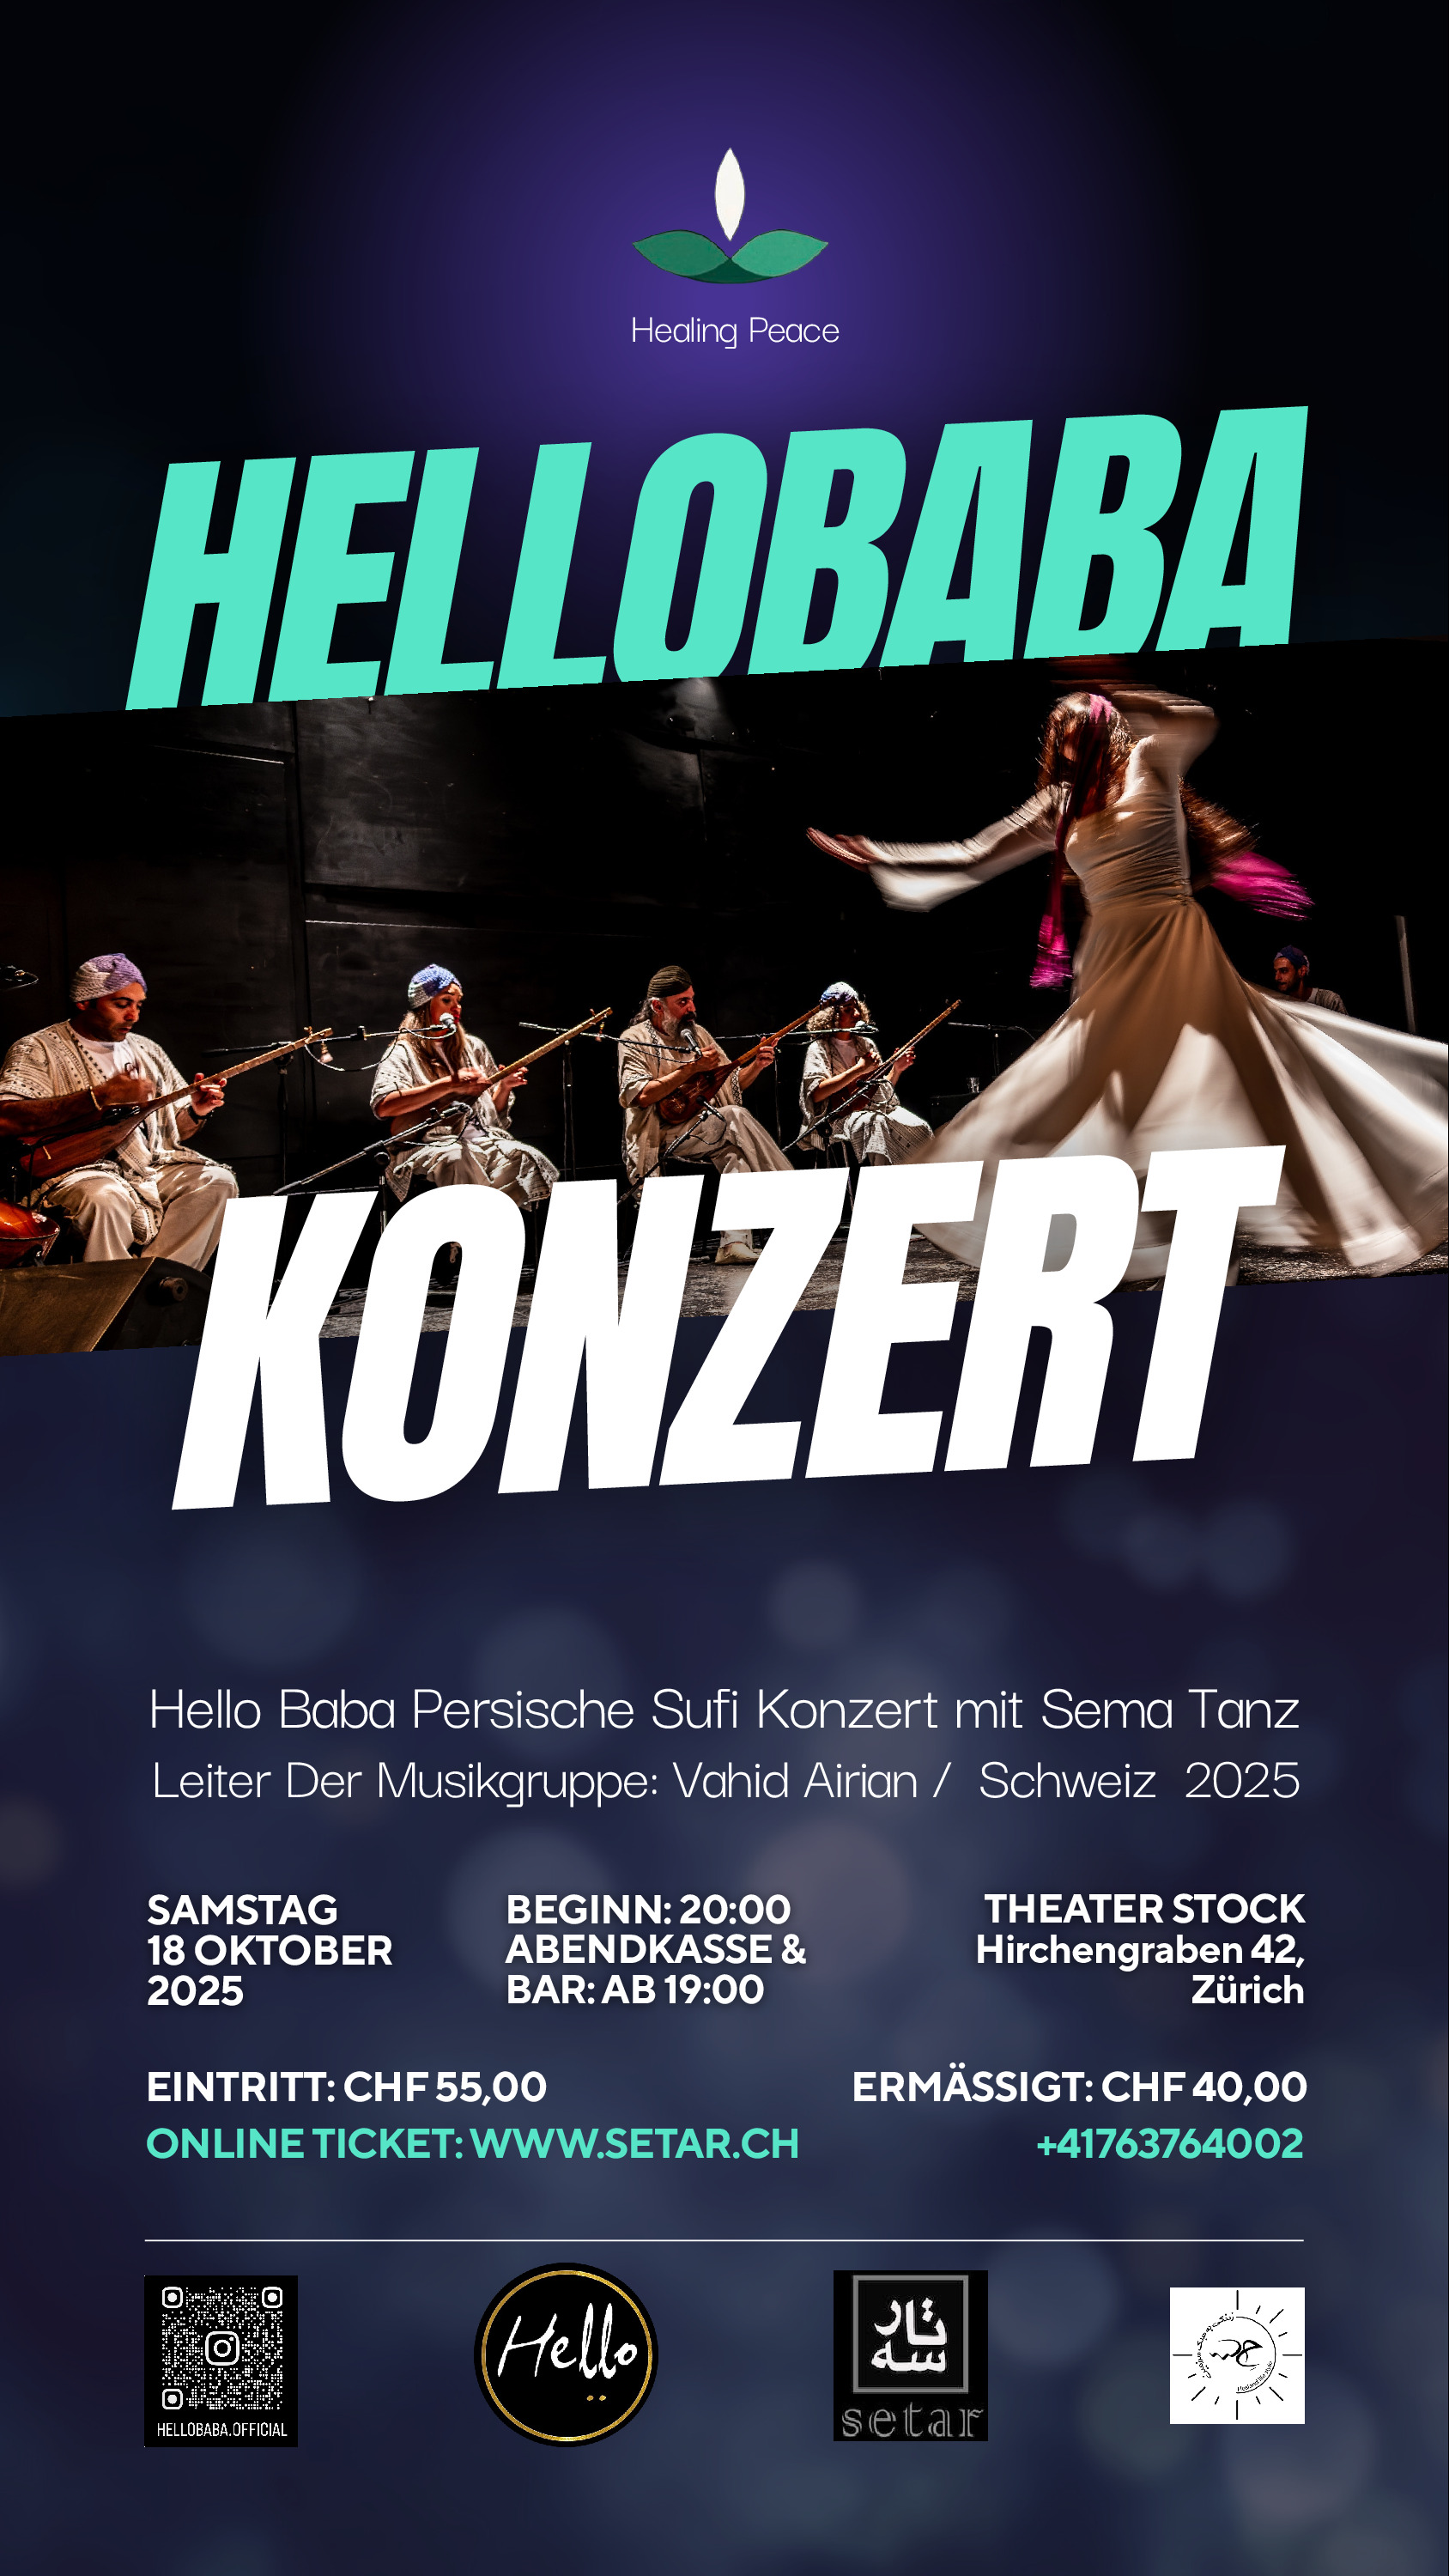 Healing Peace
HELLOBABA
KONZERT
Hello Baba Persische Sufi Konzert mit Sema Tanz
Leiter Der Musikgruppe: Vahid Airian / Schweiz 2025
SAMSTAG
18 OKTOBER
2025
BEGINN: 20:00
ABENDKASSE &
BAR: AB 19:00
THEATER STOCK
Hirchengraben 42,
Zürich
EINTRITT: CHF 55,00
ERMÄSSIGT: CHF 40,00
ONLINE TICKET: WWW.SETAR.CH
+41763764002
HELLOBABA.OFFICIAL
Hello
تار
سه
setar